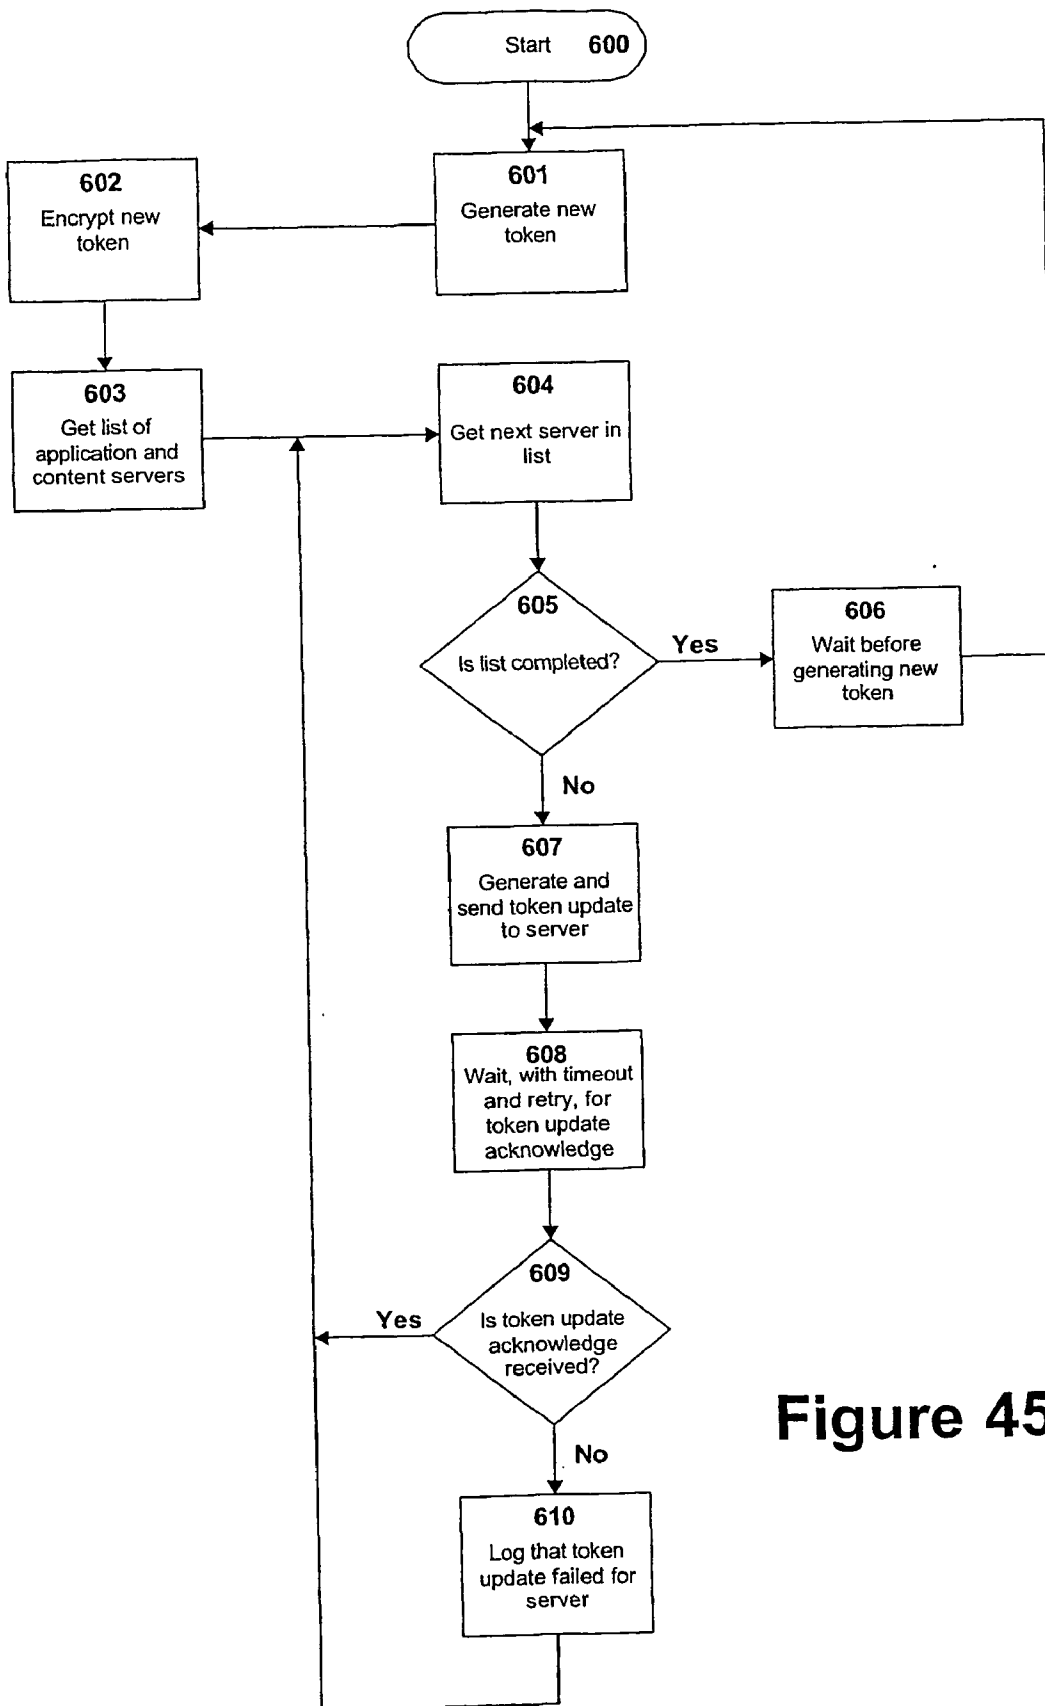 Start 600
601
Generate new
token
602
Encrypt new
token
603
Get list of
application and
content servers
604
Get next server in
list
605
Is list completed?
Yes
606
Wait before
generating new
token
No
607
Generate and
send token update
to server
608
Wait, with timeout
and retry, for
token update
acknowledge
609
Is token update
acknowledge
received?
Yes
No
610
Log that token
update failed for
server
Figure 45